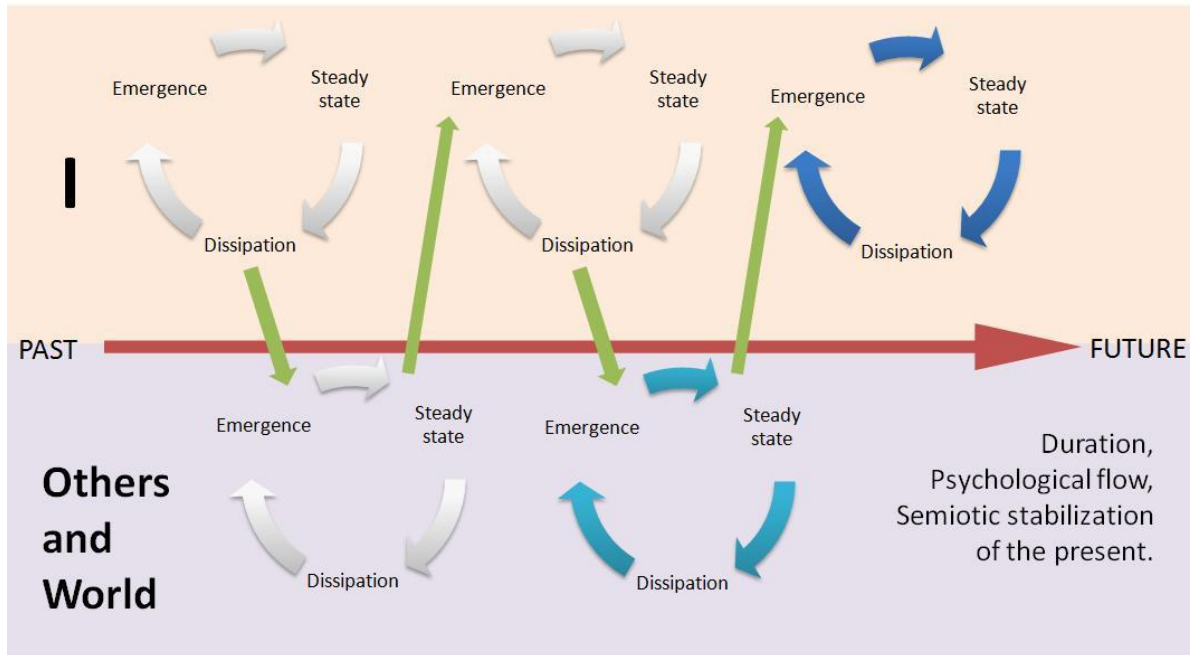 Emergence
Steady
state
Dissipation
Emergence
Steady
state
Dissipation
Emergence
Steady
state
Dissipation
I
PAST
FUTURE
Emergence
Steady
state
Dissipation
Emergence
Steady
state
Dissipation
Others
and
World
Duration,
Psychological flow,
Semiotic stabilization
of the present.